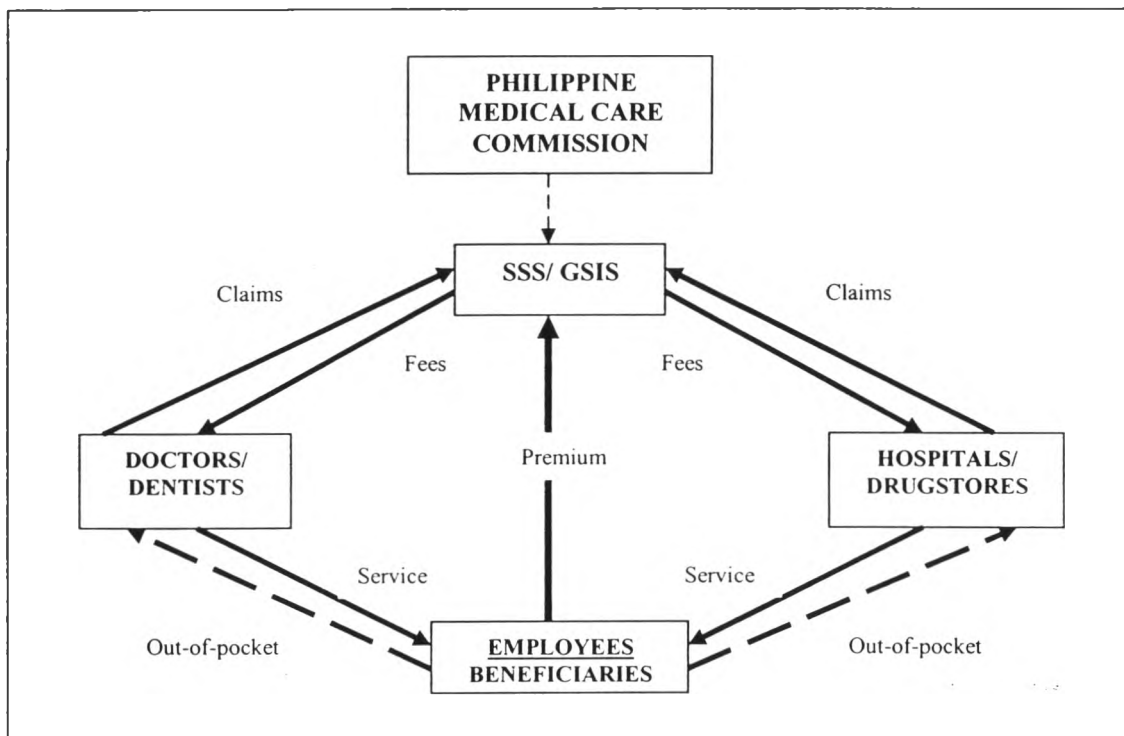 PHILIPPINE
MEDICAL CARE
COMMISSION
SSS/ GSIS
Claims
Claims
Fees
Fees
DOCTORS/
DENTISTS
Premium
HOSPITALS/
DRUGSTORES
Service
Service
Out-of-pocket
EMPLOYEES
BENEFICIARIES
Out-of-pocket